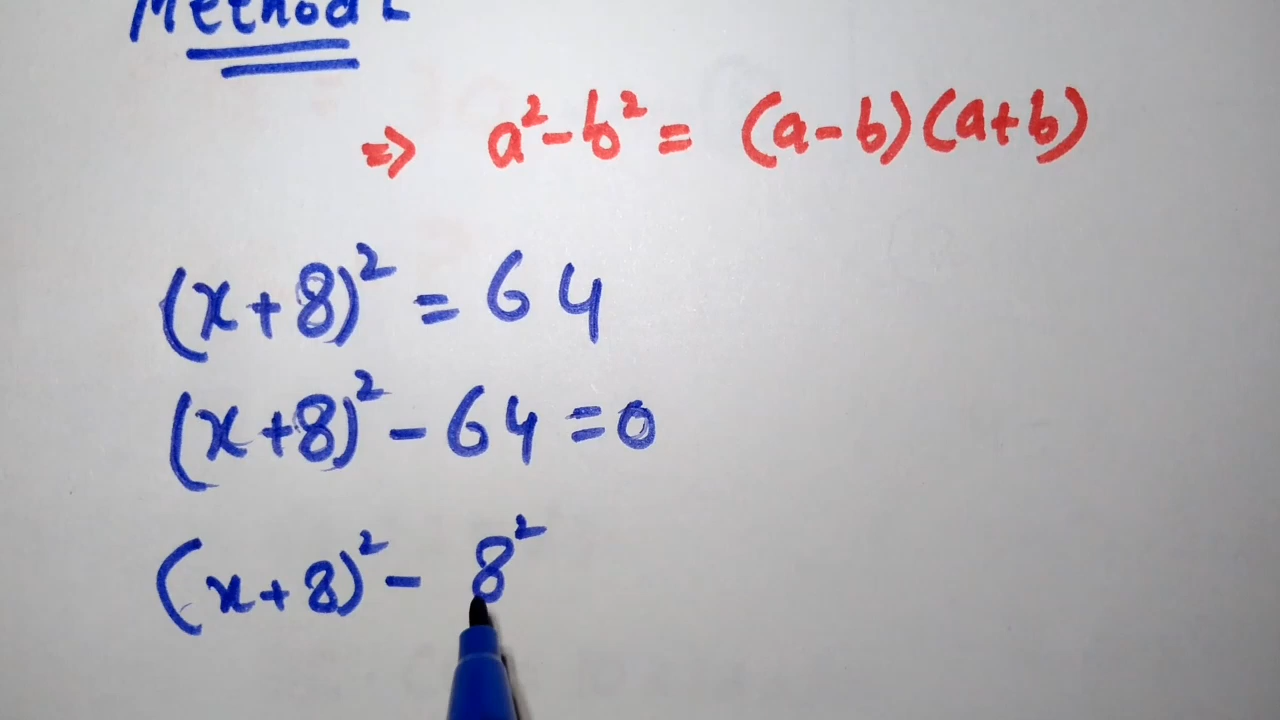 Method
=> a²-b² = (a-b)(a+b)
(x+8)² = 64
(x+8)² - 64 = 0
(x+8)² - 8²